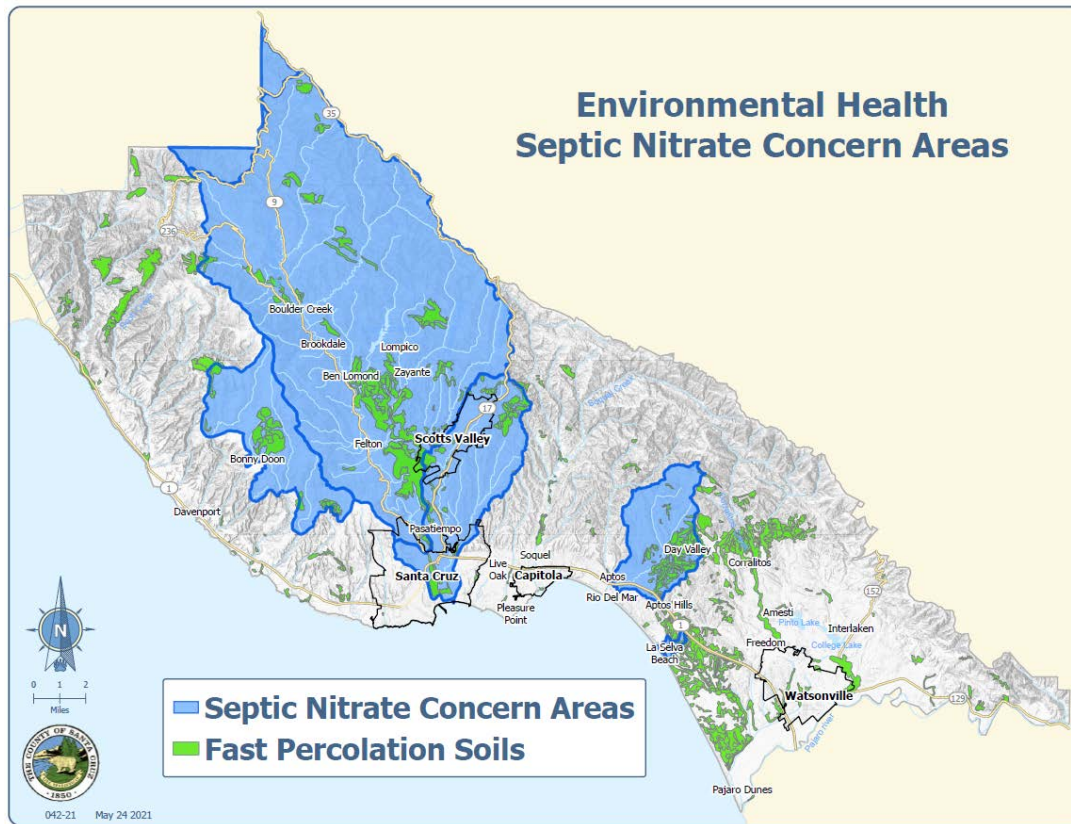 Environmental Health
Septic Nitrate Concern Areas
35
9
236
Boulder Creek
Brookdale
Lompico
Ben Lomond
Zayante
17
Scotts Valley
Felton
Bonny Doon
1
Davenport
Pasatiempo
Santa Cruz
Live
Oak
Soquel
Capitola
Pleasure
Point
Aptos
Rio Del Mar
Day Valley
Corralitos
Aptos Hills
1
La Selva
Beach
152
Amesti
Pinto Lake
Interlaken
College Lake
Freedom
Watsonville
129
Pajaro River
Pajaro Dunes
N
0 1 2
Miles
Septic Nitrate Concern Areas
Fast Percolation Soils
THE COUNTY OF SANTA CRUZ
1850
042-21 May 24 2021